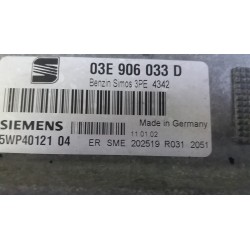 03E 906 033 D
Benzin Simos 3PE 4342
Made in Germany
SIEMENS
11.01.02
5WP40121 04
ER SME 202519 R031 2051